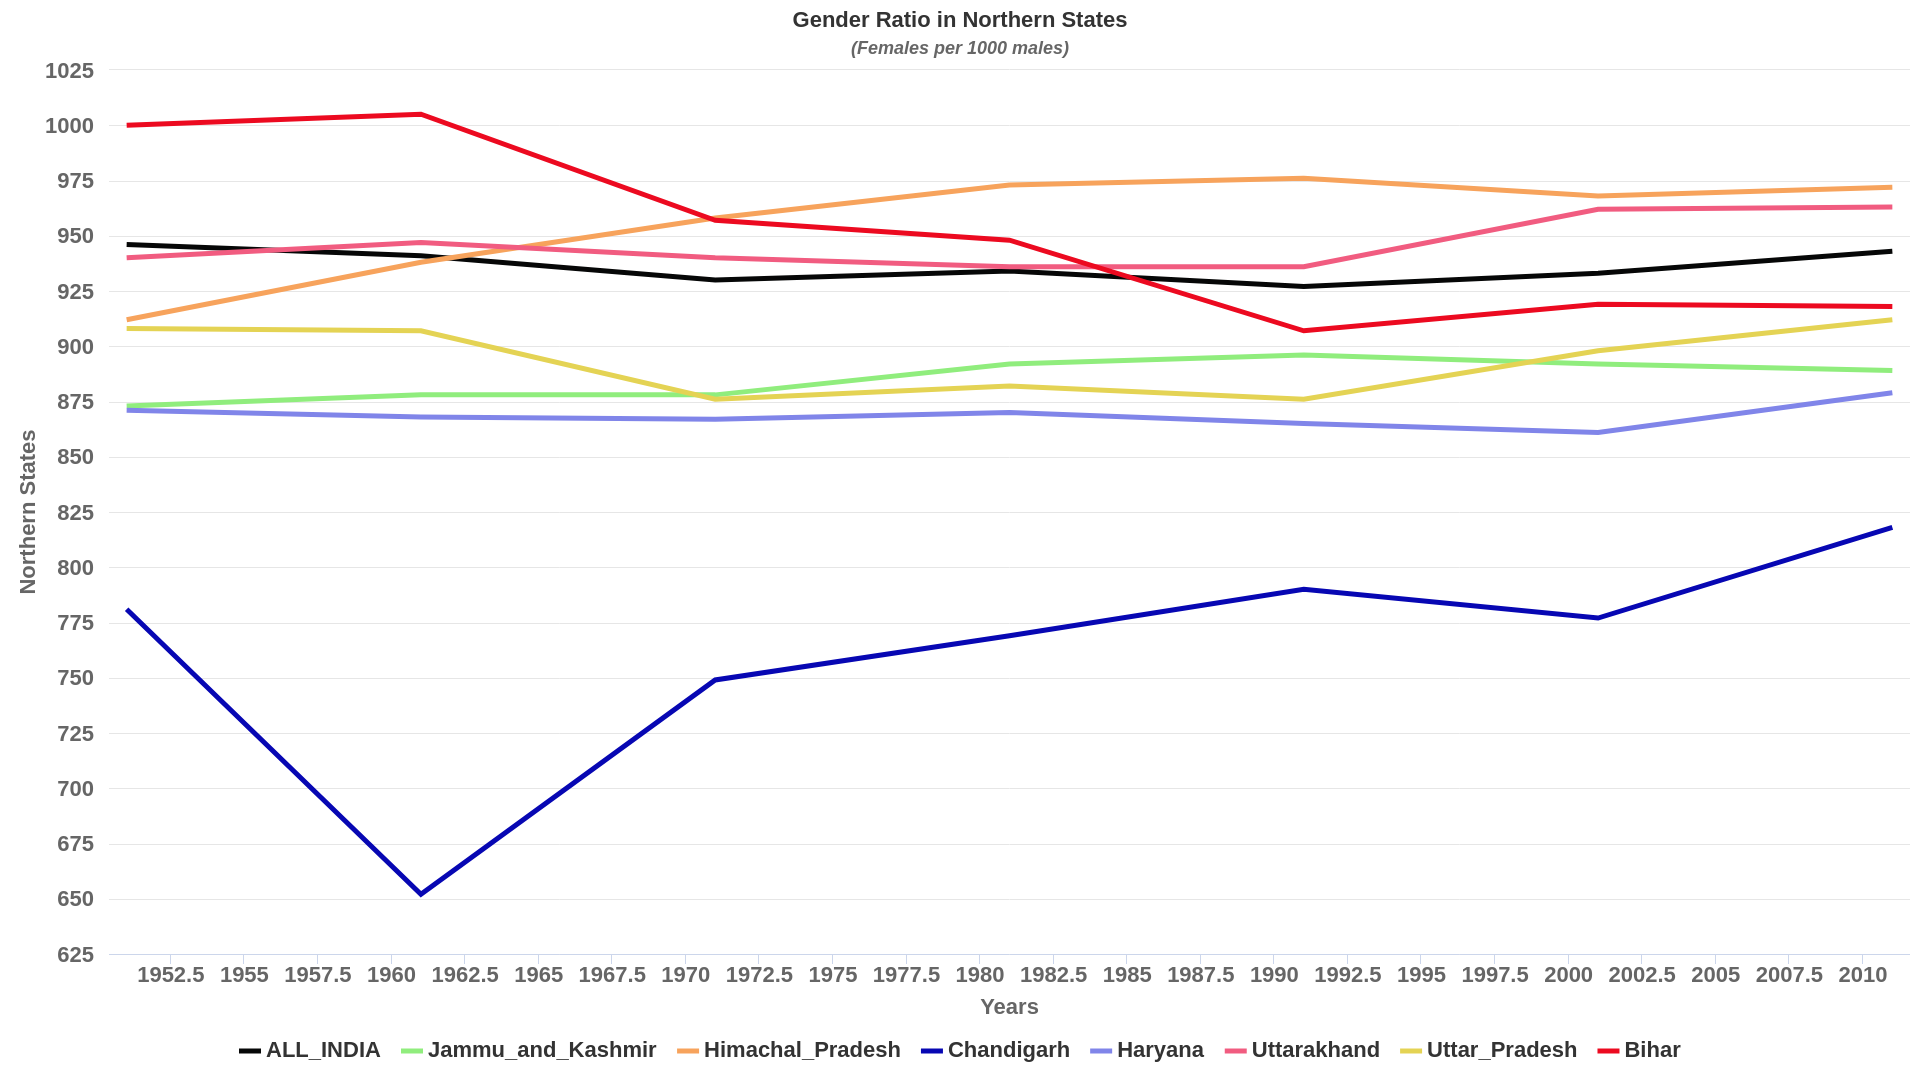 Gender Ratio in Northern States
(Females per 1000 males)
1025
1000
975
950
925
900
875
850
825
800
775
750
725
700
675
650
625
Northern States
1952.5 1955 1957.5 1960 1962.5 1965 1967.5 1970 1972.5 1975 1977.5 1980 1982.5 1985 1987.5 1990 1992.5 1995 1997.5 2000 2002.5 2005 2007.5 2010
Years
ALL_INDIA Jammu_and_Kashmir Himachal_Pradesh Chandigarh Haryana Uttarakhand Uttar_Pradesh Bihar